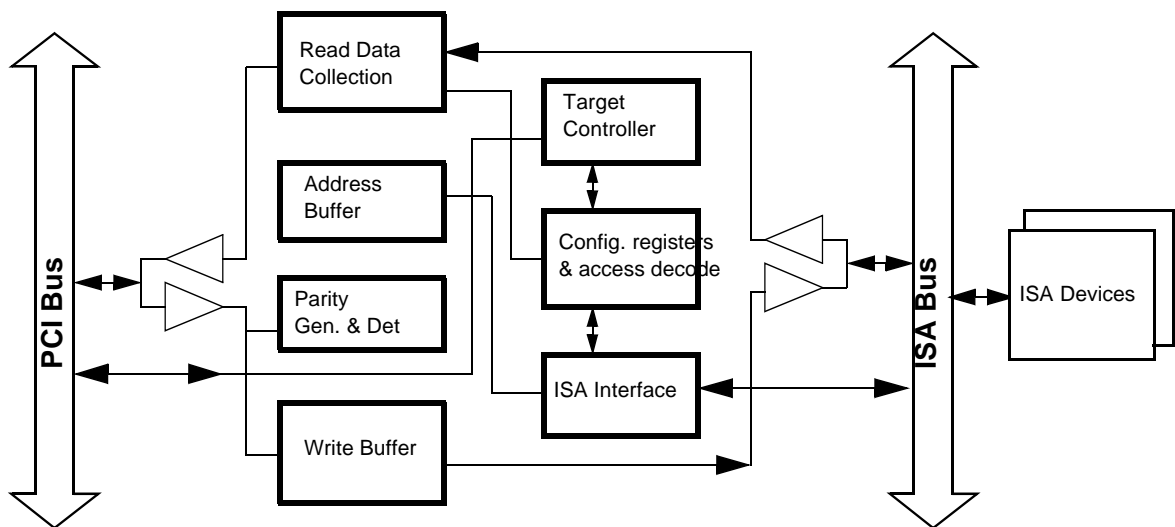 Read Data
Collection
Target
Controller
Address
Buffer
Config. registers
& access decode
PCI Bus
Parity
Gen. & Det
ISA Bus
ISA Devices
ISA Interface
Write Buffer